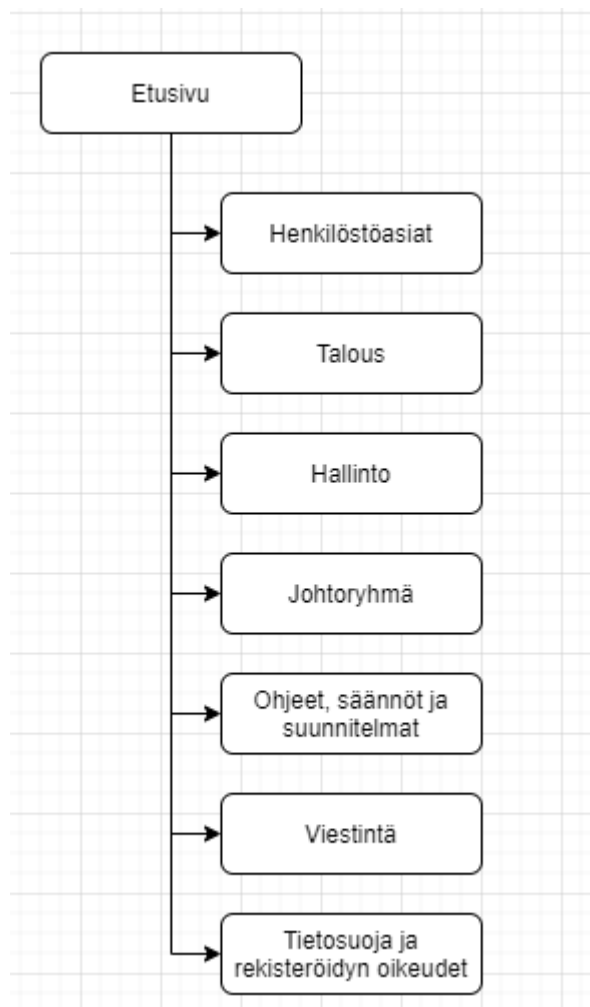 Etusivu
Henkilöstöasiat
Talous
Hallinto
Johtoryhmä
Ohjeet, säännöt ja
suunnitelmat
Viestintä
Tietosuoja ja
rekisteröidyn oikeudet